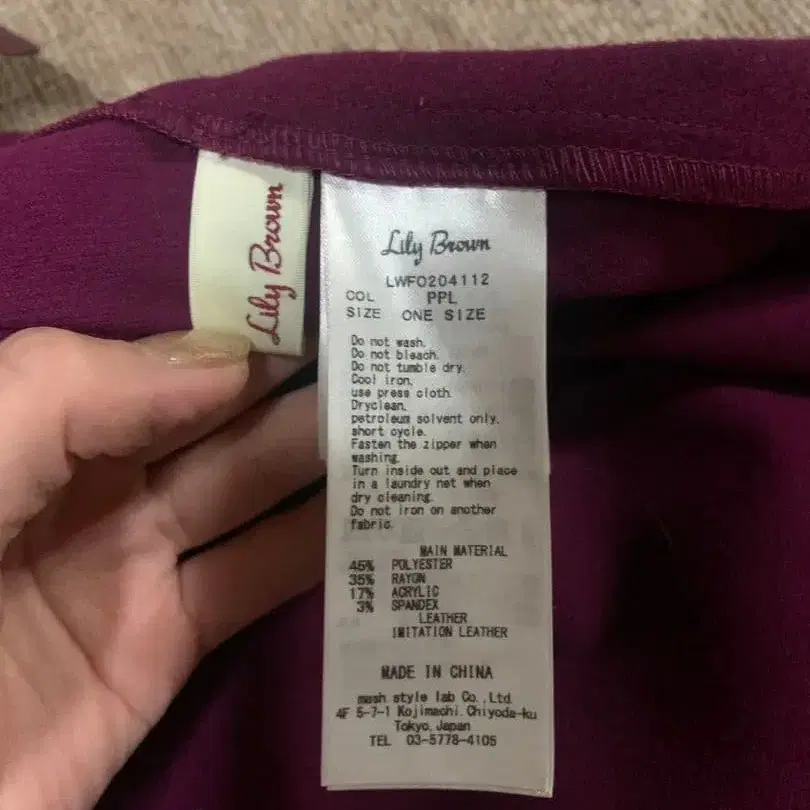 Lily Brown
Lily Brown
LWFO204112
COL PPL
SIZE ONE SIZE
Do not wash.
Do not bleach.
Do not tumble dry.
Cool iron.
use press cloth.
Dryclean.
petroleum solvent only.
short cycle.
Fasten the zipper when
washing.
Turn inside out and place
in a laundry net when
dry cleaning.
Do not iron on another
fabric.
MAIN MATERIAL
45% POLYESTER
35% RAYON
17% ACRYLIC
3% SPANDEX
LEATHER
IMITATION LEATHER
MADE IN CHINA
mash style lab Co.,Ltd.
4F 5-7-1 Kojimachi.Chiyoda-ku
Tokyo.Japan
TEL 03-5778-4105